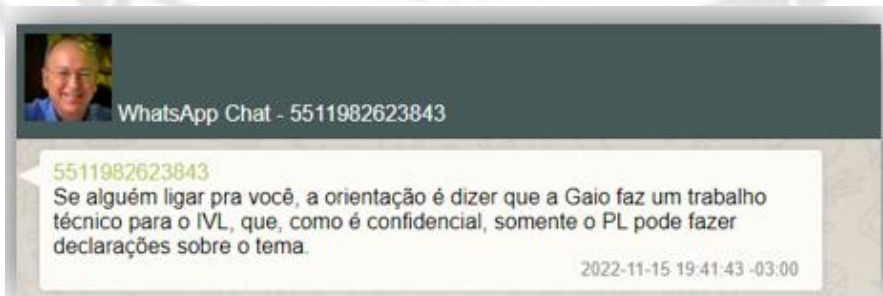 WhatsApp Chat - 5511982623843
5511982623843
Se alguém ligar pra você, a orientação é dizer que a Gaio faz um trabalho
técnico para o IVL, que, como é confidencial, somente o PL pode fazer
declarações sobre o tema.
2022-11-15 19:41:43 -03:00